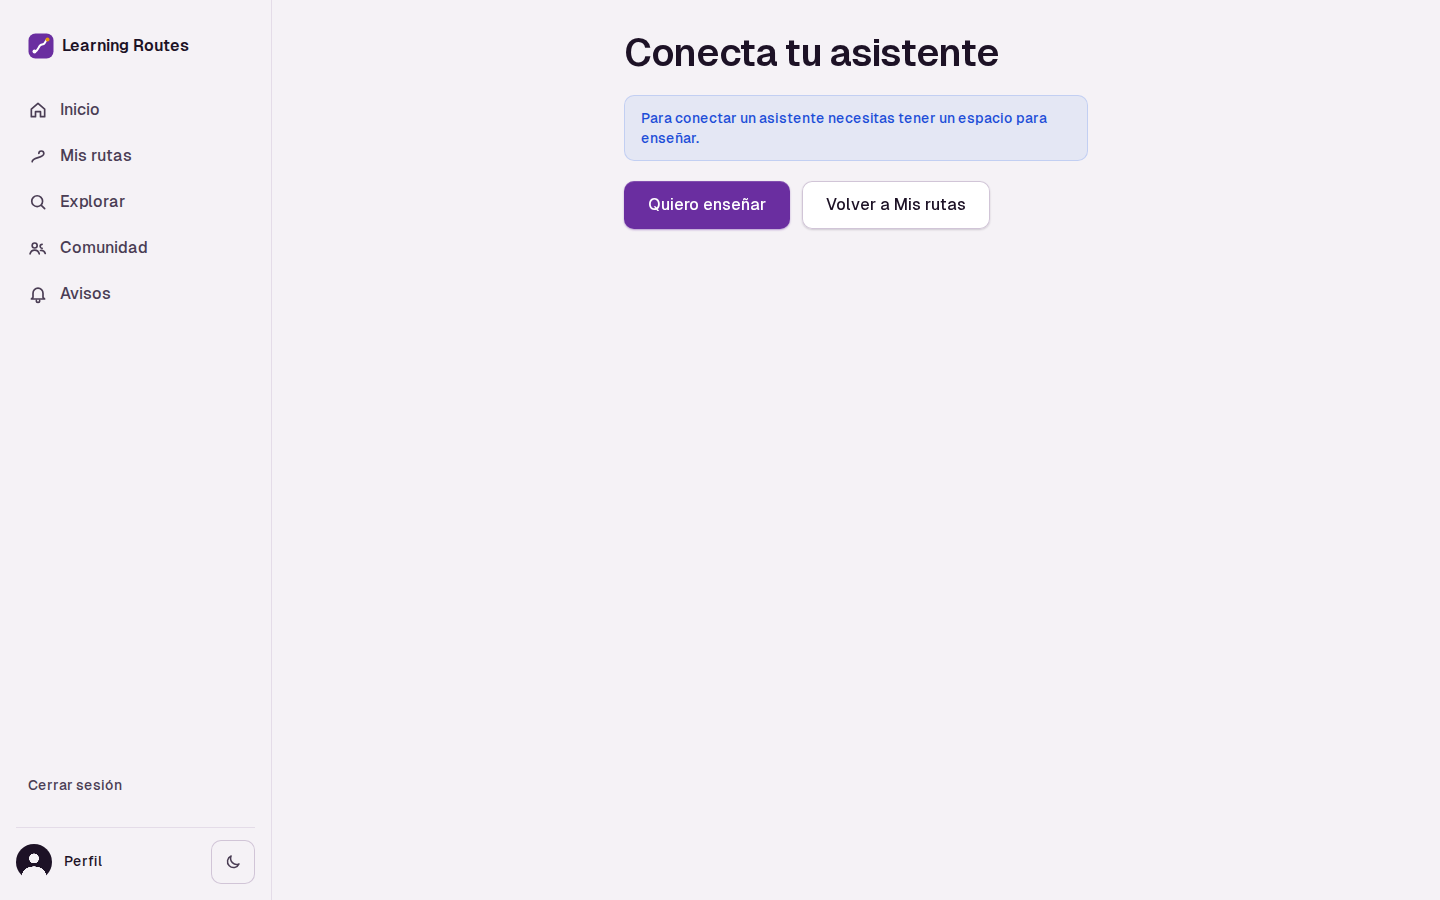 Learning Routes
Inicio
Mis rutas
Explorar
Comunidad
Avisos
Cerrar sesión
Perfil
Conecta tu asistente
Para conectar un asistente necesitas tener un espacio para
enseñar.
Quiero enseñar
Volver a Mis rutas